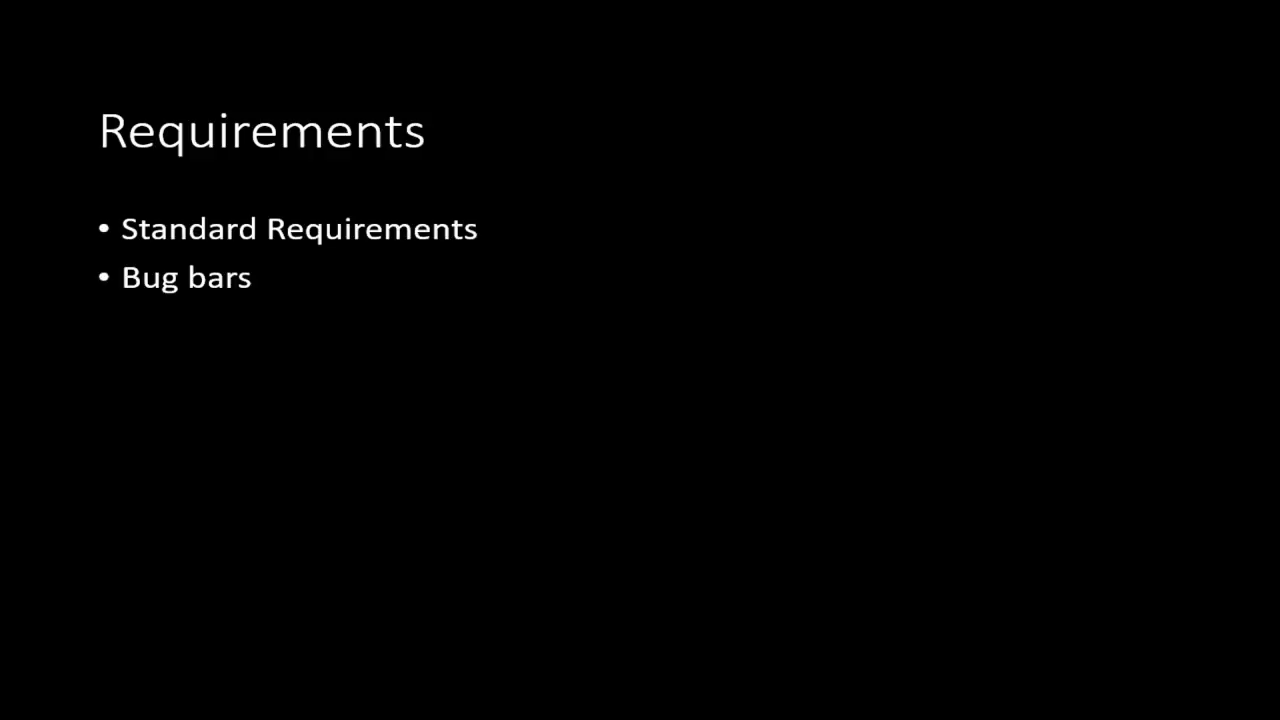 Requirements
• Standard Requirements
• Bug bars